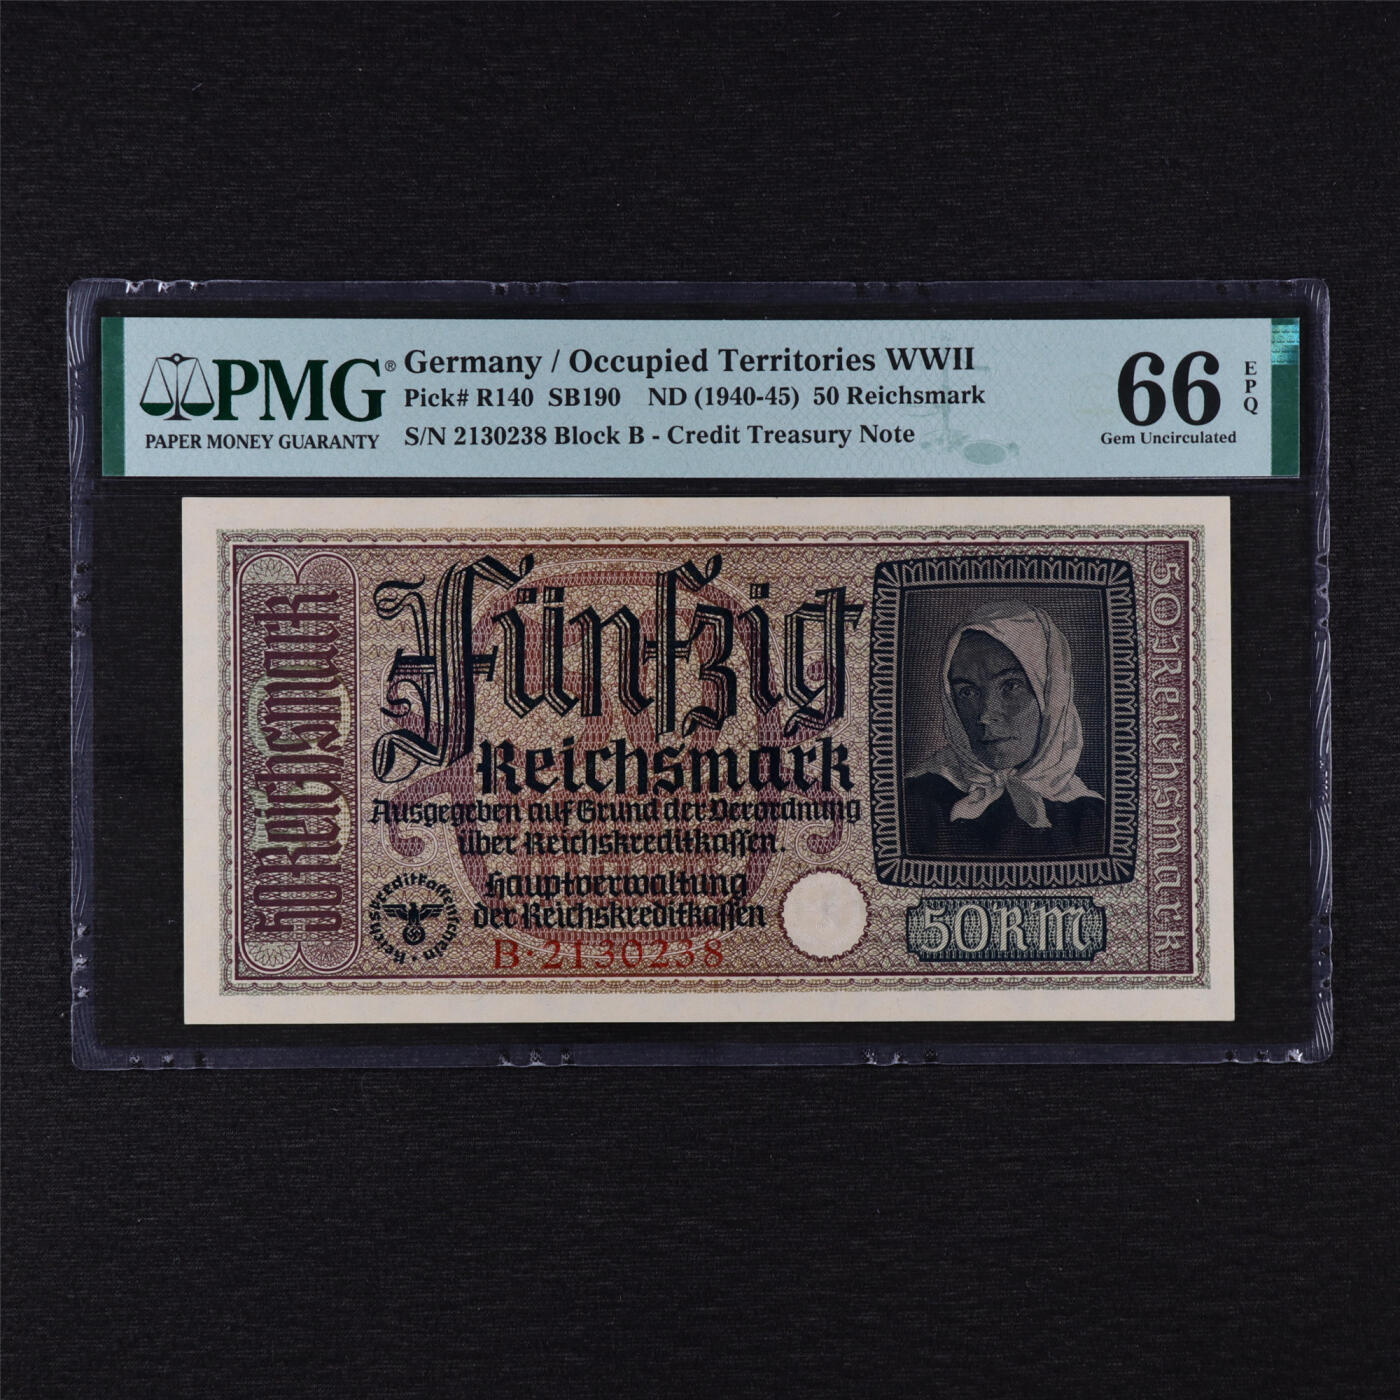 PMG®
PAPER MONEY GUARANTY
Germany / Occupied Territories WWII
Pick# R140 SB190 ND (1940-45) 50 Reichsmark
S/N 2130238 Block B - Credit Treasury Note
66
EPQ
Gem Uncirculated
50 Reichsmark
Fünfzig
Reichsmark
Ausgegeben auf Grund der Verordnung
über Reichskreditkassen.
Hauptverwaltung
der Reichskreditkassen
Reichskreditkassenschein
B·2130238
50RM
50 Reichsmark